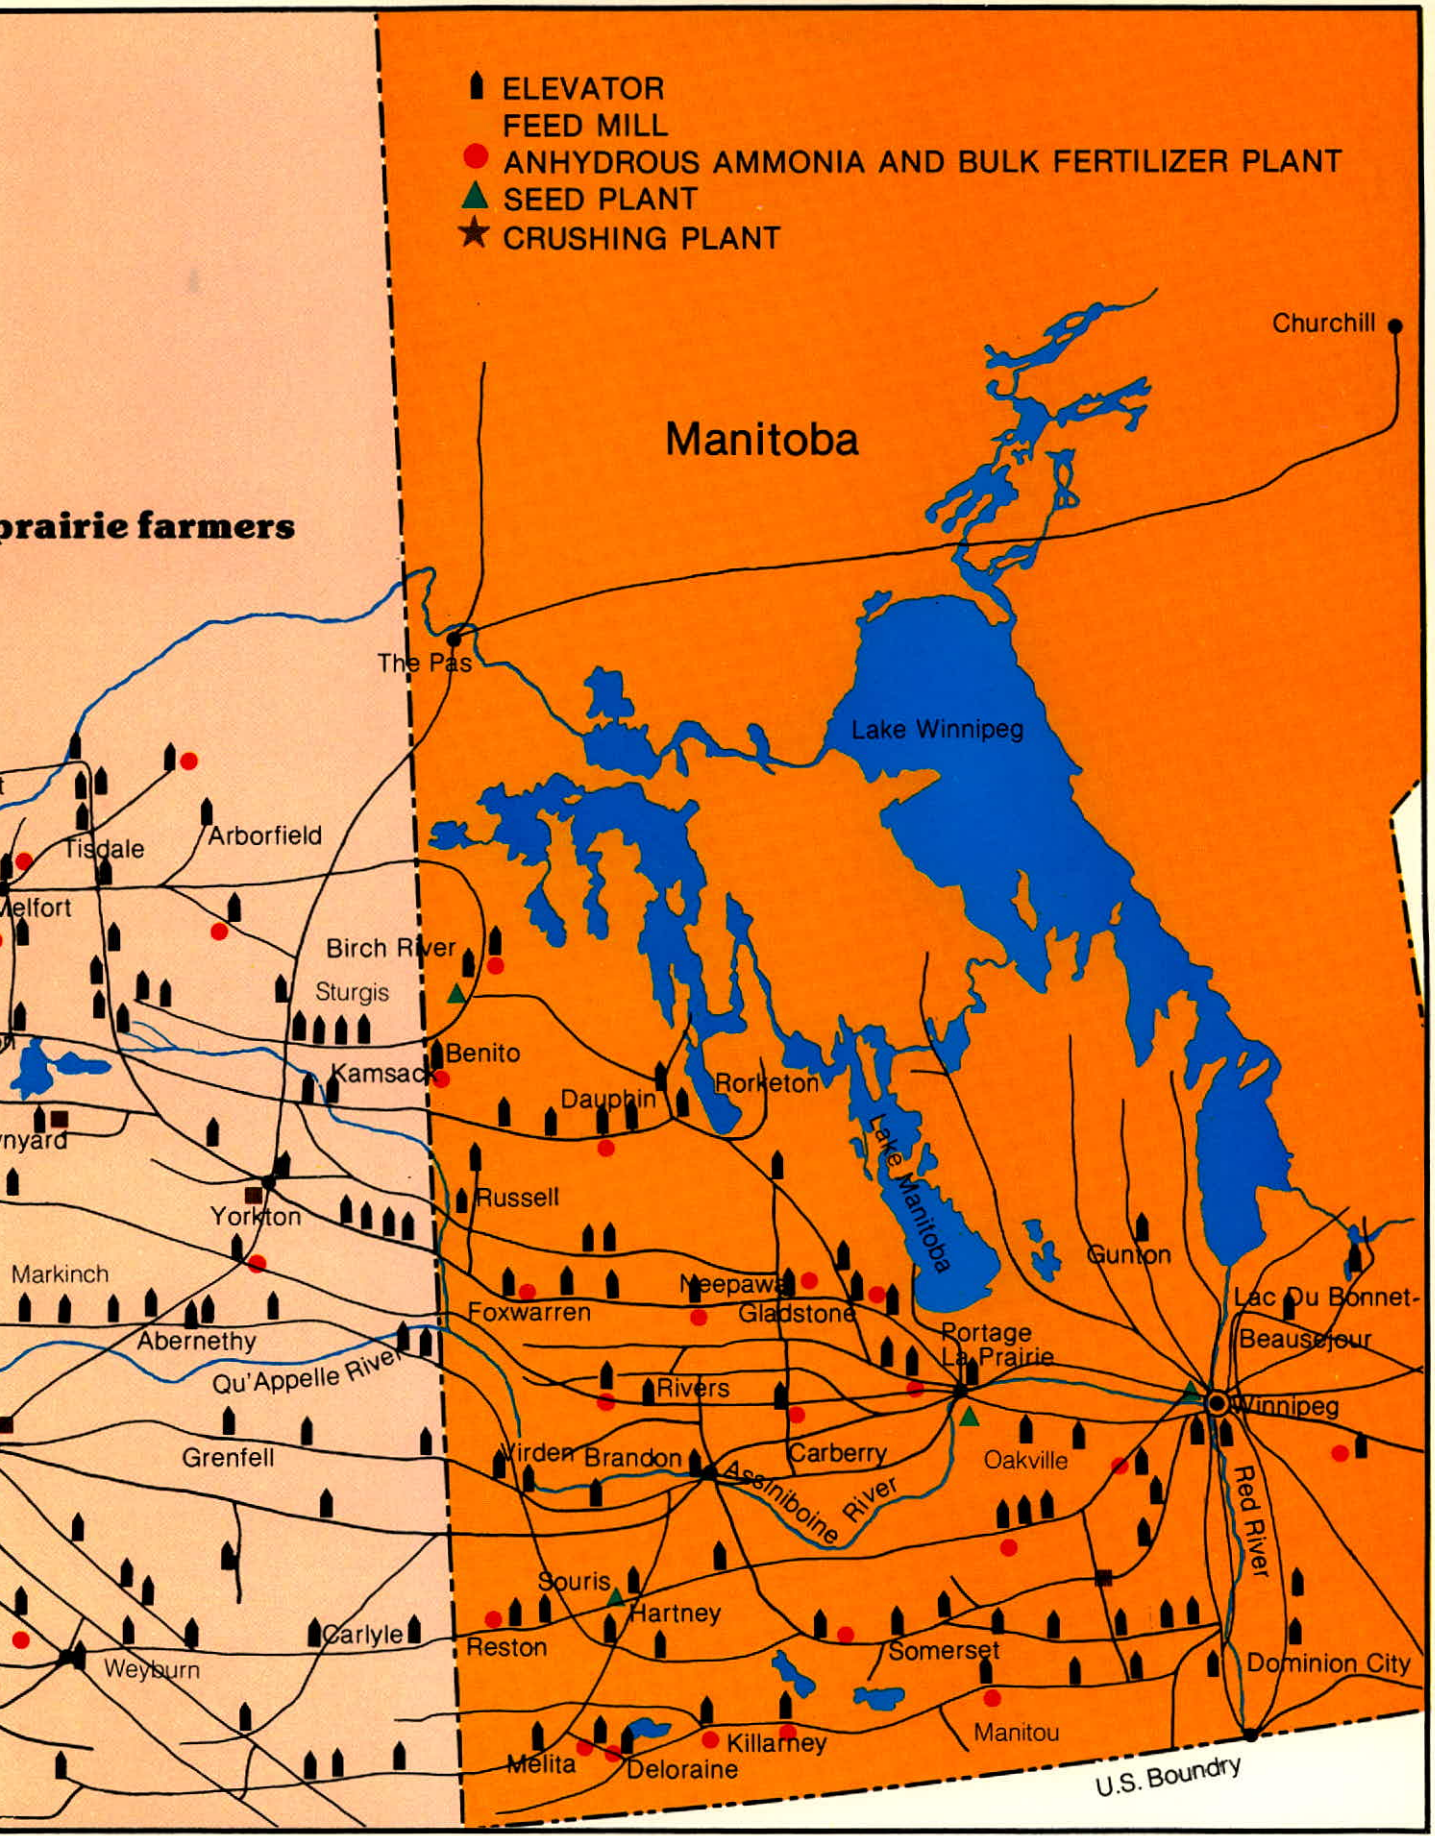 ELEVATOR
FEED MILL
ANHYDROUS AMMONIA AND BULK FERTILIZER PLANT
SEED PLANT
CRUSHING PLANT
Churchill
Manitoba
prairie farmers
The Pas
Lake Winnipeg
Arborfield
Tisdale
Melfort
Birch River
Sturgis
Benito
Kamsack
Rorketon
Dauphin
Lake Manitoba
Russell
Yorkton
Gunton
Markinch
Neepawa
Foxwarren
Gladstone
Lac Du Bonnet-
Beausejour
Abernethy
Portage
La Prairie
Qu'Appelle River
Rivers
Winnipeg
Grenfell
Virden
Brandon
Carberry
Oakville
Assiniboine River
Red River
Souris
Hartney
Carlyle
Reston
Somerset
Weyburn
Dominion City
Manitou
Killarney
Melita
Deloraine
U.S. Boundry